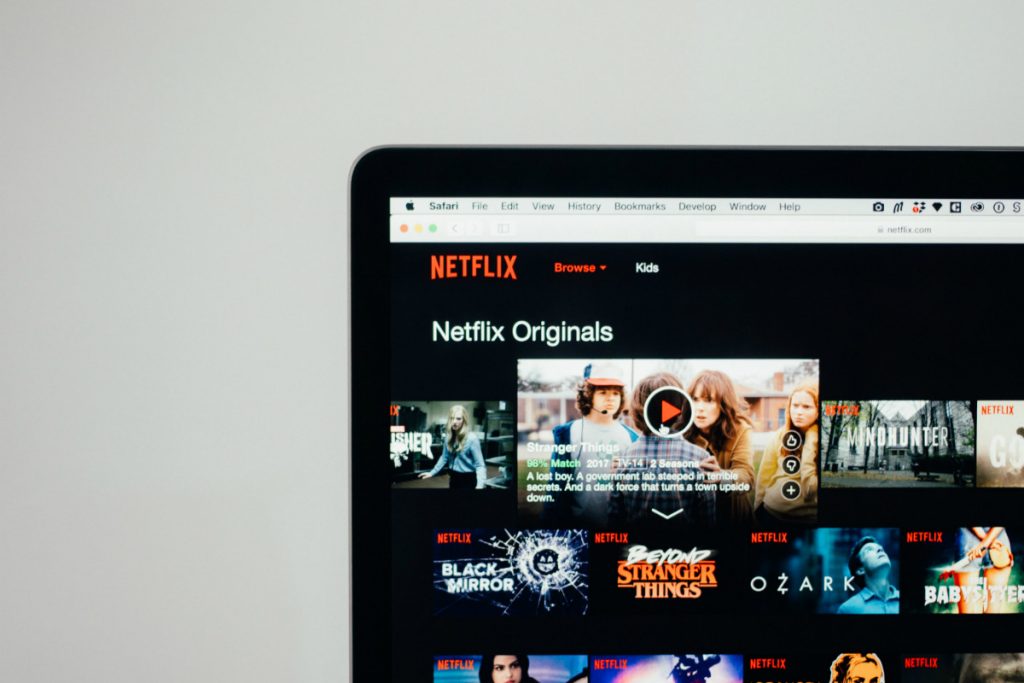 Safari File Edit View History Bookmarks Develop Window Help
netflix.com
NETFLIX Browse Kids
Netflix Originals
Stranger Things
98% Match 2017 TV-14 2 Seasons
A lost boy. A government lab steeped in terrible
secrets. And a dark force that turns a town upside
down.
NETFLIX
MINDHUNTER
NETFLIX
GO
NETFLIX
BLACK
MIRROR
NETFLIX
BEYOND
STRANGER
THINGS
NETFLIX
OZARK
NETFLIX
BABYSITTER
NETFLIX
NETFLIX
NETFLIX
NETFLIX